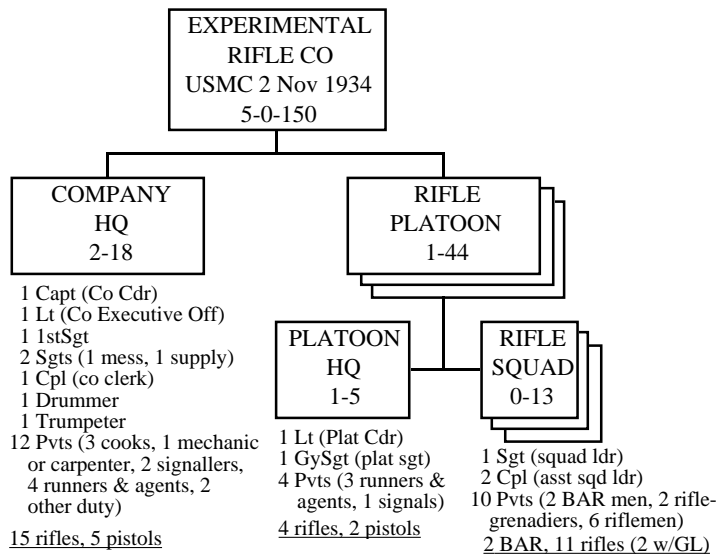 EXPERIMENTAL
RIFLE CO
USMC 2 Nov 1934
5-0-150
COMPANY
HQ
2-18
1 Capt (Co Cdr)
1 Lt (Co Executive Off)
1 1stSgt
2 Sgts (1 mess, 1 supply)
1 Cpl (co clerk)
1 Drummer
1 Trumpeter
12 Pvts (3 cooks, 1 mechanic
or carpenter, 2 signallers,
4 runners & agents, 2
other duty)
15 rifles, 5 pistols
RIFLE
PLATOON
1-44
PLATOON
HQ
1-5
1 Lt (Plat Cdr)
1 GySgt (plat sgt)
4 Pvts (3 runners &
agents, 1 signals)
4 rifles, 2 pistols
RIFLE
SQUAD
0-13
1 Sgt (squad ldr)
2 Cpl (asst sqd ldr)
10 Pvts (2 BAR men, 2 rifle-
grenadiers, 6 riflemen)
2 BAR, 11 rifles (2 w/GL)